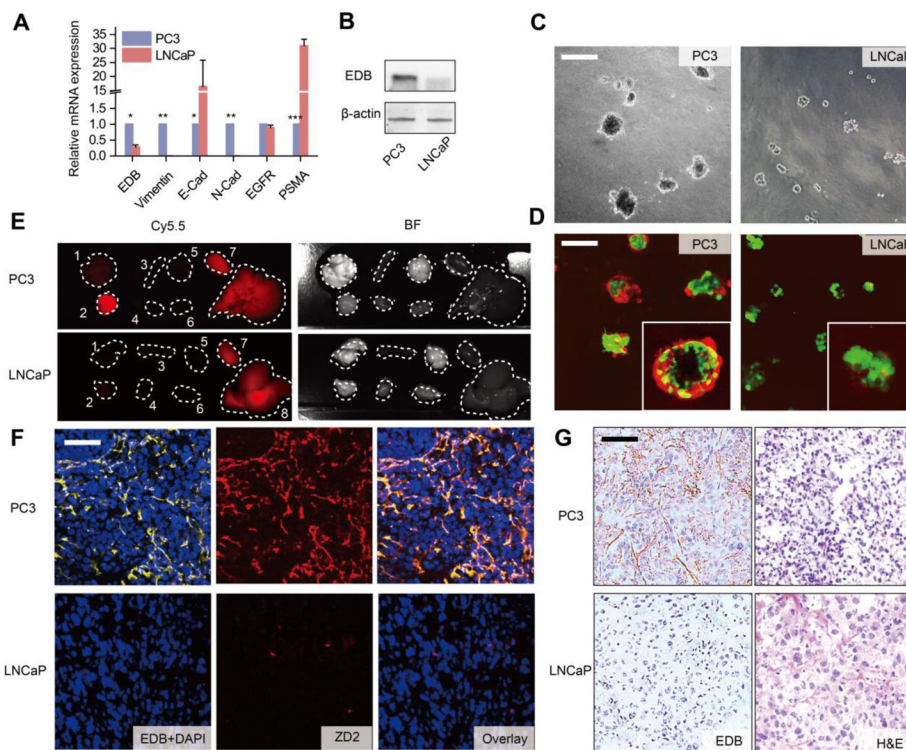 A
Relative mRNA expression
35
30
25
20
15
1.0
0.5
0.0
PC3
LNCaP
*
**
*
**
***
EDB
Vimentin
E-Cad
N-Cad
EGFR
PSMA
B
EDB
β-actin
PC3
LNCaP
C
PC3
LNCaP
D
PC3
LNCaP
E
Cy5.5
BF
PC3
1
2
3
4
5
6
7
LNCaP
1
2
3
4
5
6
7
8
F
PC3
LNCaP
EDB+DAPI
ZD2
Overlay
G
PC3
LNCaP
EDB
H&E